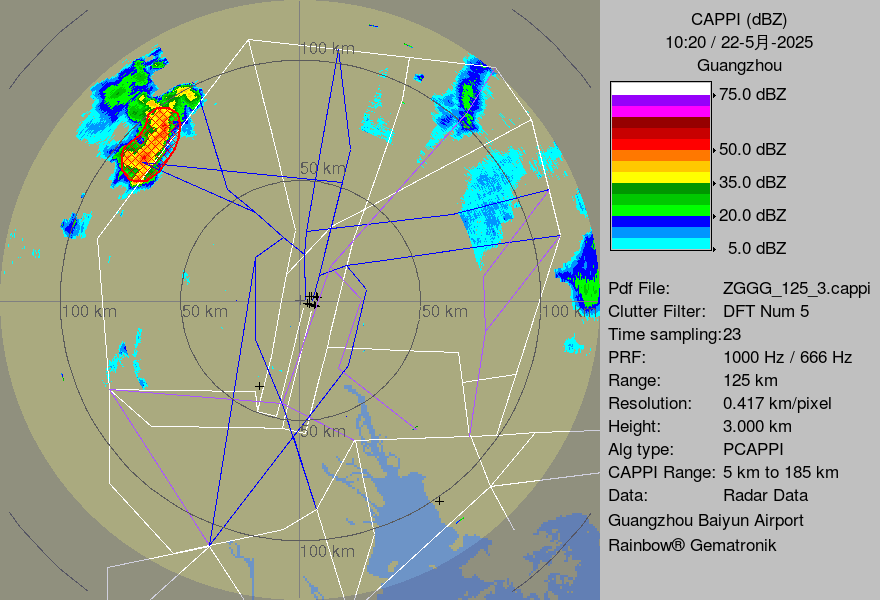 CAPPI (dBZ)
10:20 / 22-5月-2025
Guangzhou
75.0 dBZ
50.0 dBZ
35.0 dBZ
20.0 dBZ
5.0 dBZ
Pdf File: ZGGG_125_3.cappi
Clutter Filter: DFT Num 5
Time sampling:23
PRF: 1000 Hz / 666 Hz
Range: 125 km
Resolution: 0.417 km/pixel
Height: 3.000 km
Alg type: PCAPPI
CAPPI Range: 5 km to 185 km
Data: Radar Data
Guangzhou Baiyun Airport
Rainbow® Gematronik
100 km
50 km
100 km 50 km 50 km 100 km
50 km
100 km